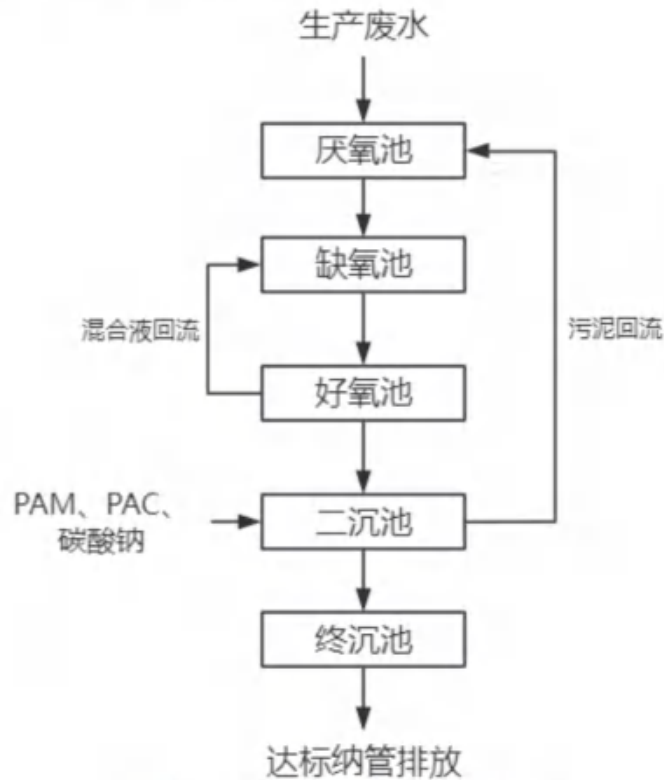 生产废水
厌氧池
缺氧池
混合液回流
污泥回流
好氧池
PAM、PAC、
碳酸钠
二沉池
终沉池
达标纳管排放